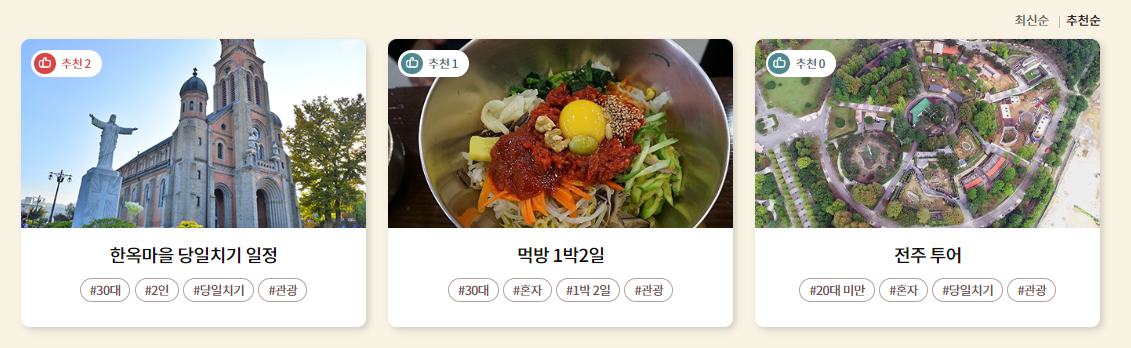 최신순 | 추천순
추천 2
한옥마을 당일치기 일정
#30대 #2인 #당일치기 #관광
추천 1
먹방 1박2일
#30대 #혼자 #1박 2일 #관광
추천 0
전주 투어
#20대 미만 #혼자 #당일치기 #관광